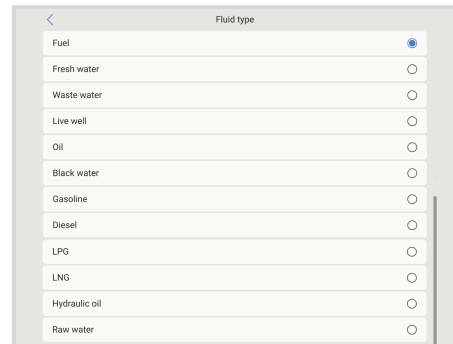 Fluid type
Fuel
Fresh water
Waste water
Live well
Oil
Black water
Gasoline
Diesel
LPG
LNG
Hydraulic oil
Raw water